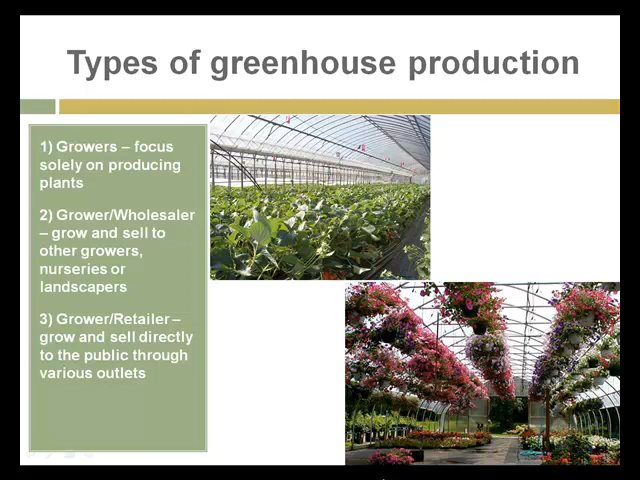 Types of greenhouse production
1) Growers – focus
solely on producing
plants
2) Grower/Wholesaler
– grow and sell to
other growers,
nurseries or
landscapers
3) Grower/Retailer –
grow and sell directly
to the public through
various outlets